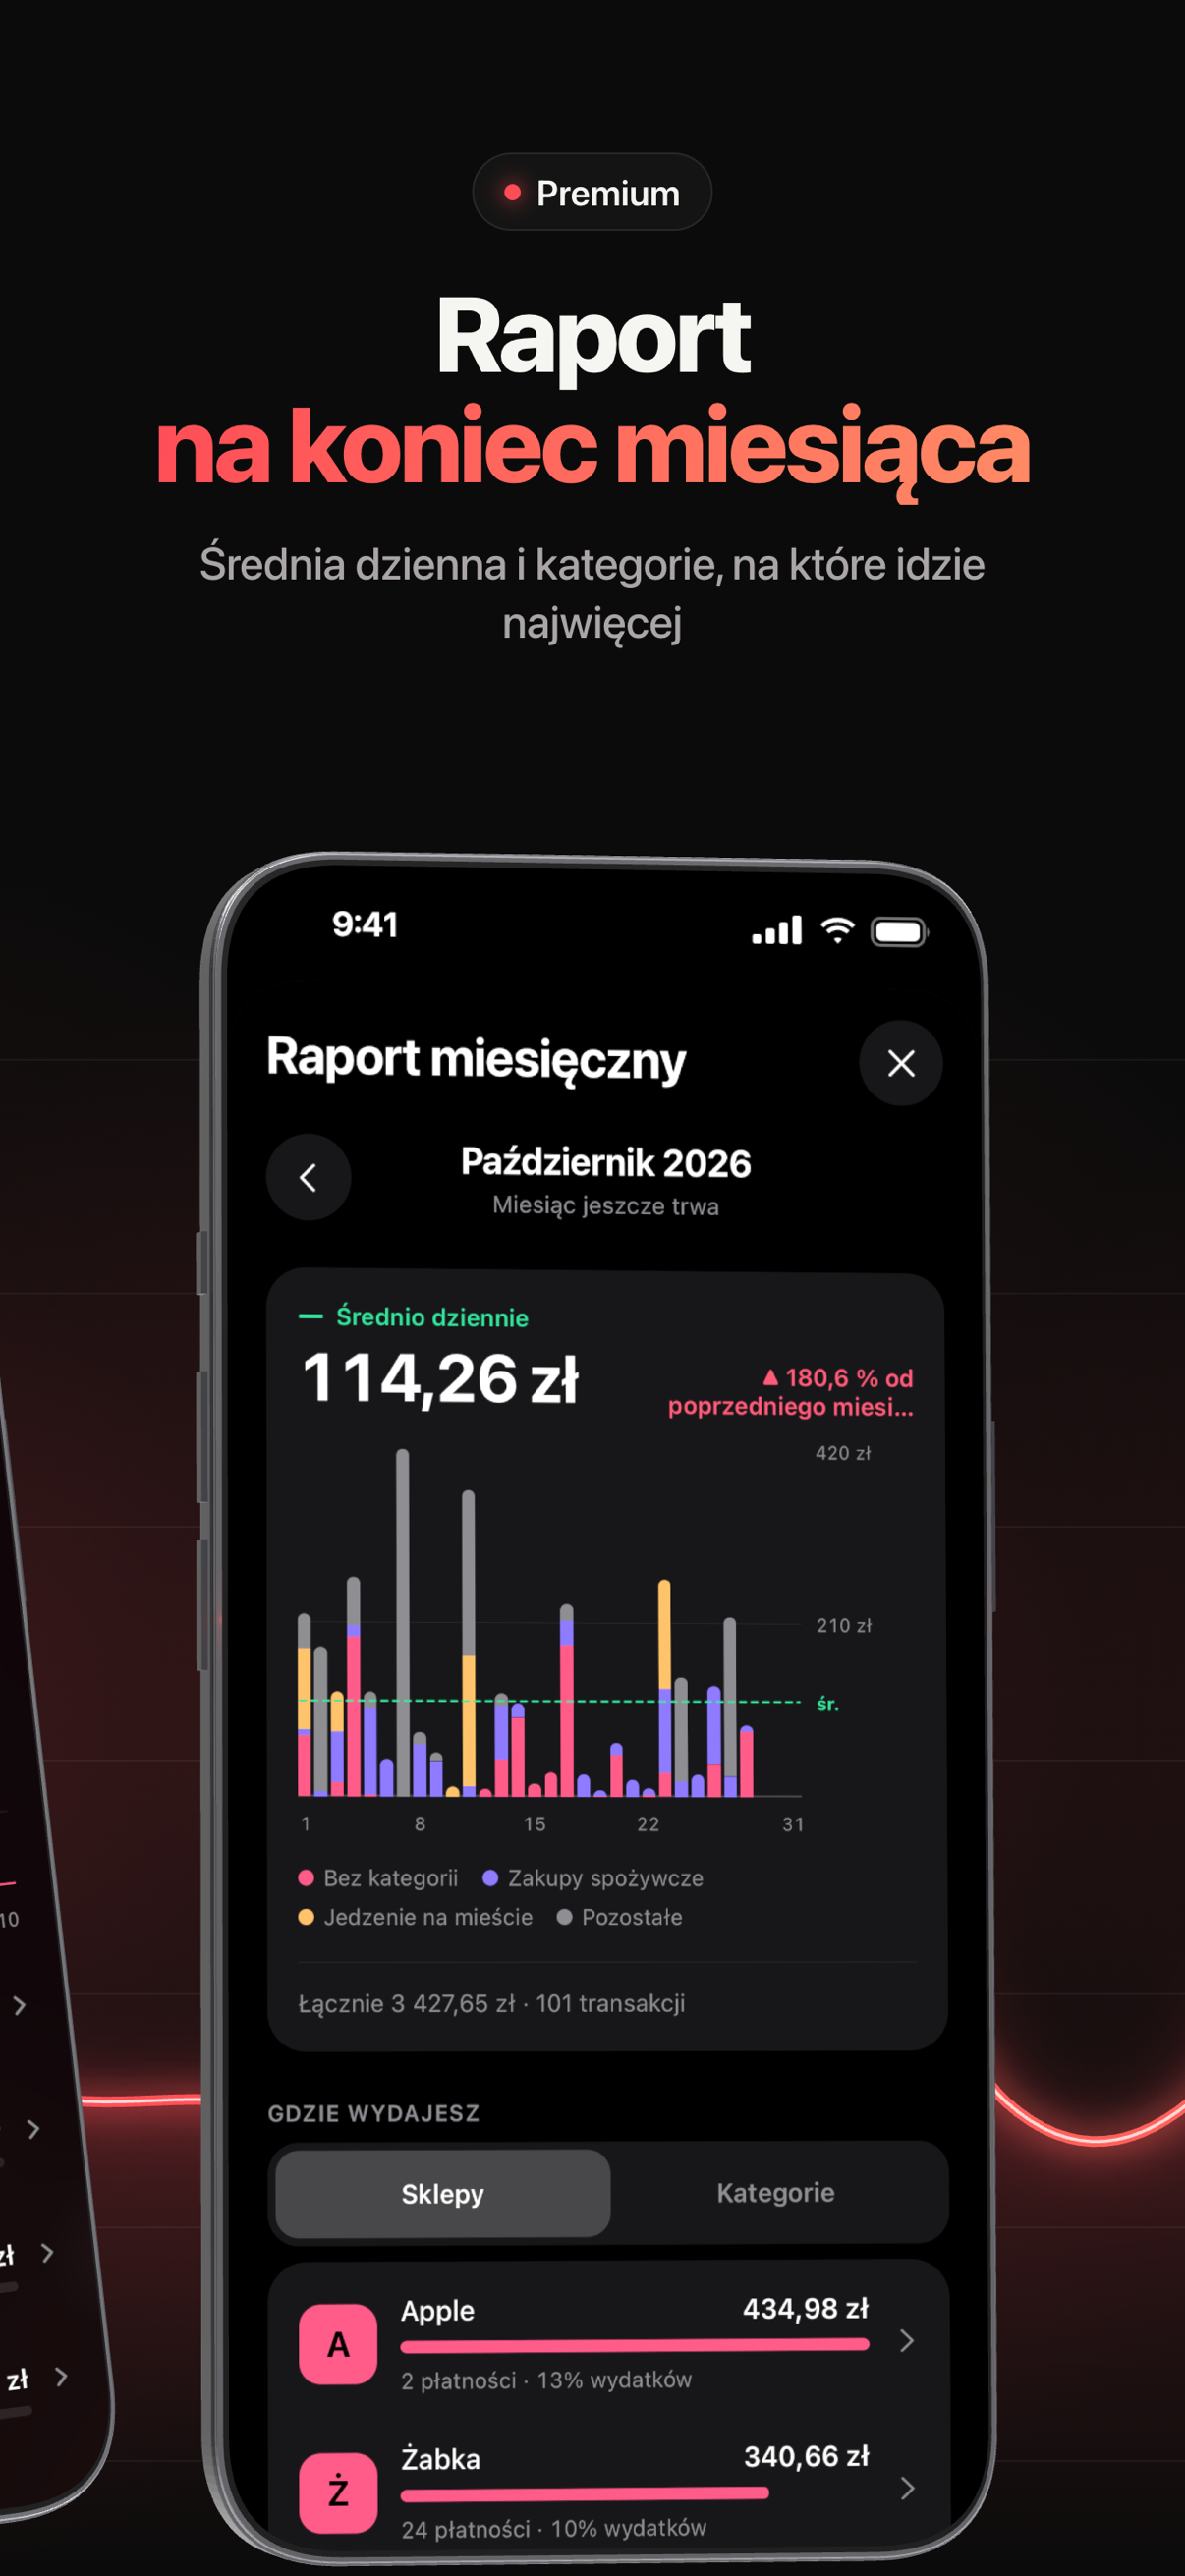 Premium
Raport
na koniec miesiąca
Średnia dzienna i kategorie, na które idzie
najwięcej
9:41
Raport miesięczny
Październik 2026
Miesiąc jeszcze trwa
Średnio dziennie
114,26 zł
▲ 180,6 % od
poprzedniego miesi...
420 zł
210 zł
śr.
1 8 15 22 31
Bez kategorii Zakupy spożywcze
Jedzenie na mieście Pozostałe
Łącznie 3 427,65 zł · 101 transakcji
GDZIE WYDAJESZ
Sklepy Kategorie
A
Apple 434,98 zł
2 płatności · 13% wydatków
Ż
Żabka 340,66 zł
24 płatności · 10% wydatków
10
zł
zł